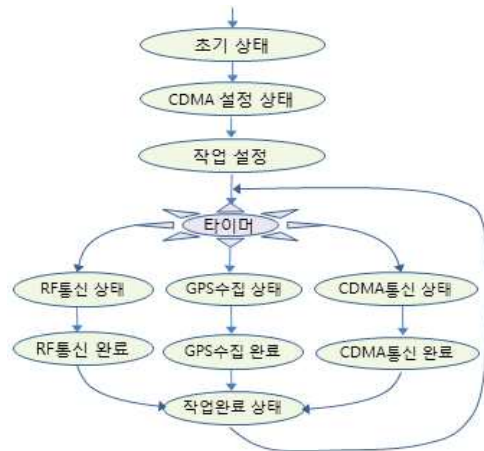 초기 상태
CDMA 설정 상태
작업 설정
타이머
RF통신 상태
GPS수집 상태
CDMA통신 상태
RF통신 완료
GPS수집 완료
CDMA통신 완료
작업완료 상태